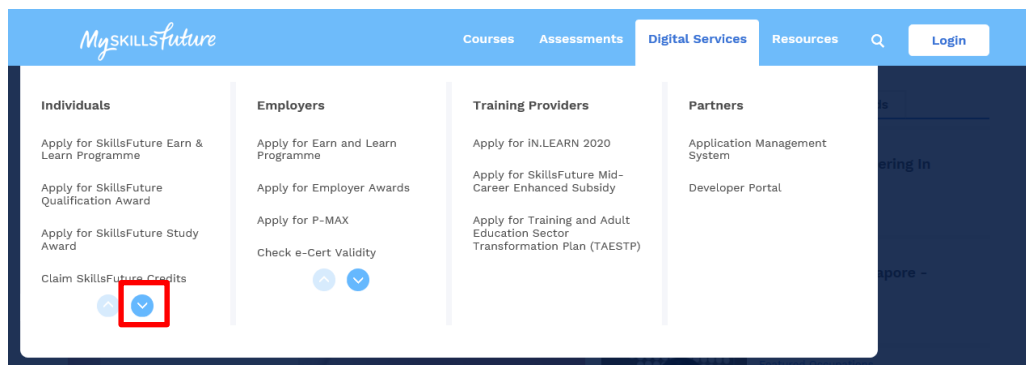 MySKILLSfuture
Courses Assessments Digital Services Resources Login
Individuals
Apply for SkillsFuture Earn &
Learn Programme
Apply for SkillsFuture
Qualification Award
Apply for SkillsFuture Study
Award
Claim SkillsFuture Credits
Employers
Apply for Earn and Learn
Programme
Apply for Employer Awards
Apply for P-MAX
Check e-Cert Validity
Training Providers
Apply for iN.LEARN 2020
Apply for SkillsFuture Mid-
Career Enhanced Subsidy
Apply for Training and Adult
Education Sector
Transformation Plan (TAESTP)
Partners
Application Management
System
Developer Portal
ering In
apore –